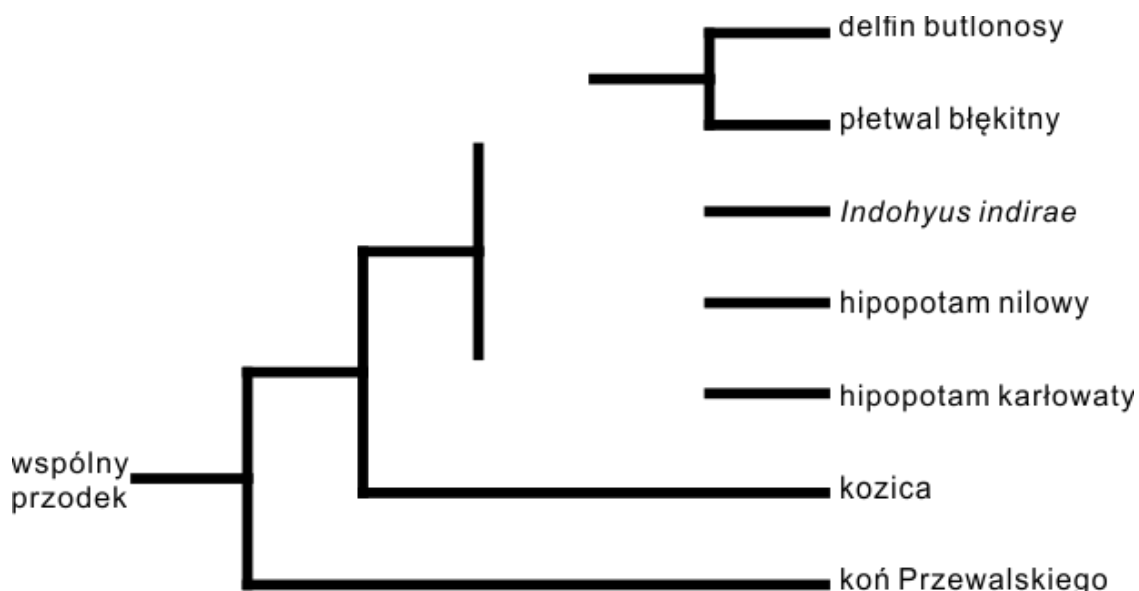 delfin butlonosy
płetwal błękitny
Indohyus indirae
hipopotam nilowy
hipopotam karłowaty
wspólny
przodek
kozica
koń Przewalskiego